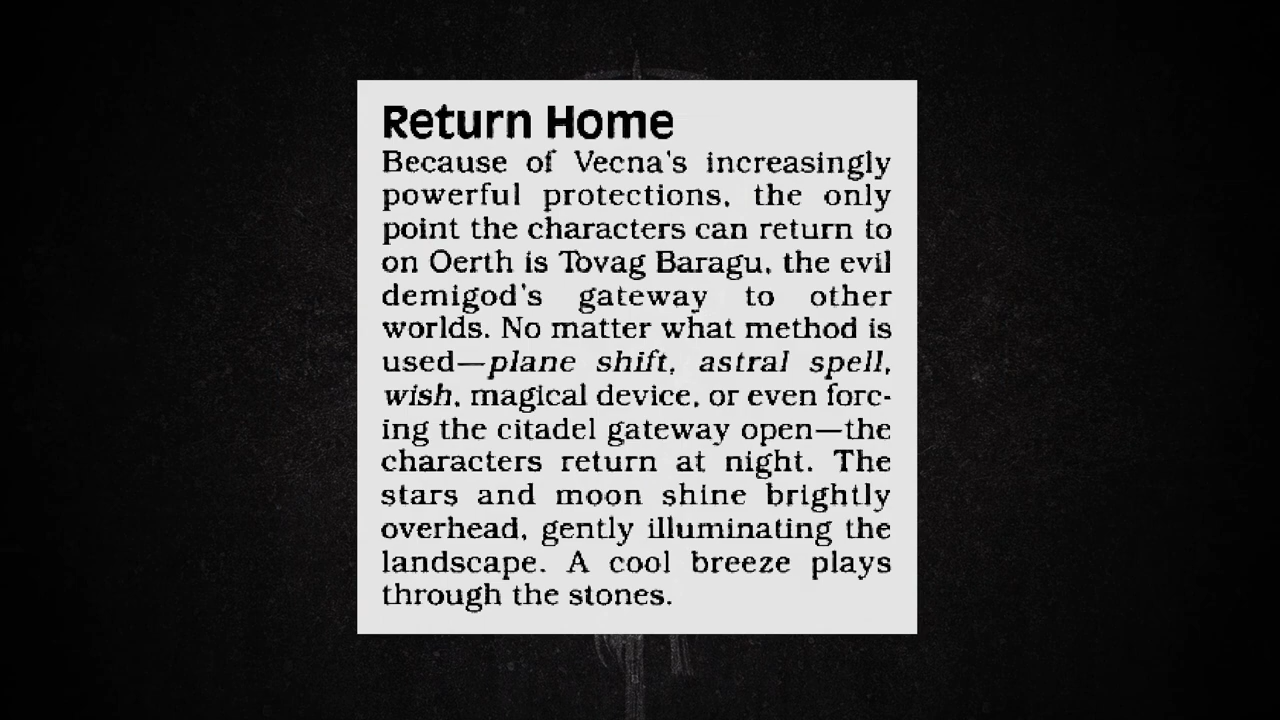 Return Home
Because of Vecna's increasingly
powerful protections, the only
point the characters can return to
on Oerth is Tovag Baragu, the evil
demigod's gateway to other
worlds. No matter what method is
used—plane shift, astral spell,
wish, magical device, or even forc-
ing the citadel gateway open—the
characters return at night. The
stars and moon shine brightly
overhead, gently illuminating the
landscape. A cool breeze plays
through the stones.